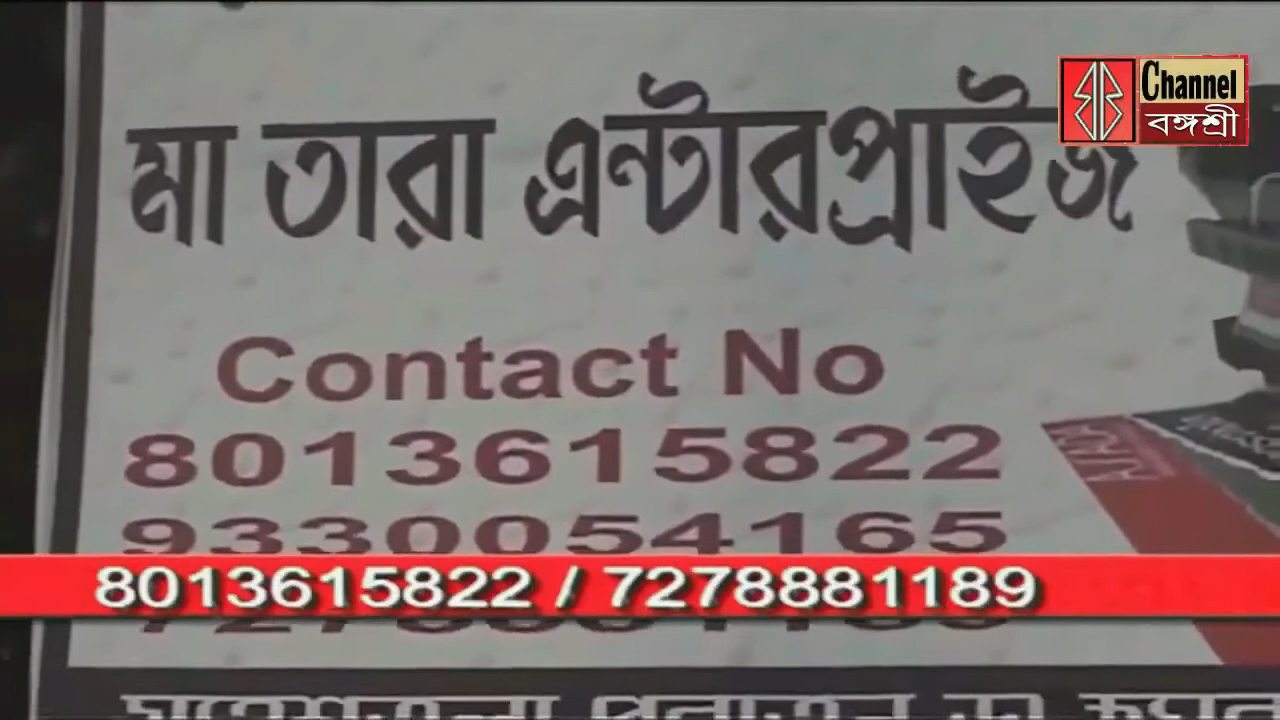 Channel
বঙ্গশ্রী
মা তারা এন্টারপ্রাইজ
Contact No
8013615822
9330054165
8013615822 / 7278881189